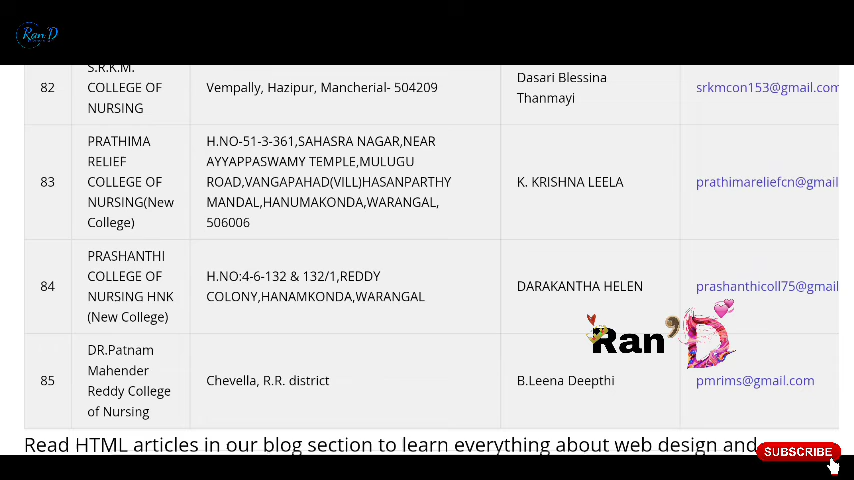 Ran'D
S.R.K.M.
COLLEGE OF
NURSING
82
Vempally, Hazipur, Mancherial- 504209
Dasari Blessina
Thanmayi
srkmcon153@gmail.com
83
PRATHIMA
RELIEF
COLLEGE OF
NURSING(New
College)
H.NO-51-3-361,SAHASRA NAGAR,NEAR
AYYAPPASWAMY TEMPLE,MULUGU
ROAD,VANGAPAHAD(VILL)HASANPARTHY
MANDAL,HANUMAKONDA,WARANGAL,
506006
K. KRISHNA LEELA
prathimareliefcn@gmail
84
PRASHANTHI
COLLEGE OF
NURSING HNK
(New College)
H.NO:4-6-132 & 132/1,REDDY
COLONY,HANAMKONDA,WARANGAL
DARAKANTHA HELEN
prashanthicoll75@gmail
Ran'D
85
DR.Patnam
Mahender
Reddy College
of Nursing
Chevella, R.R. district
B.Leena Deepthi
pmrims@gmail.com
Read HTML articles in our blog section to learn everything about web design and
SUBSCRIBE